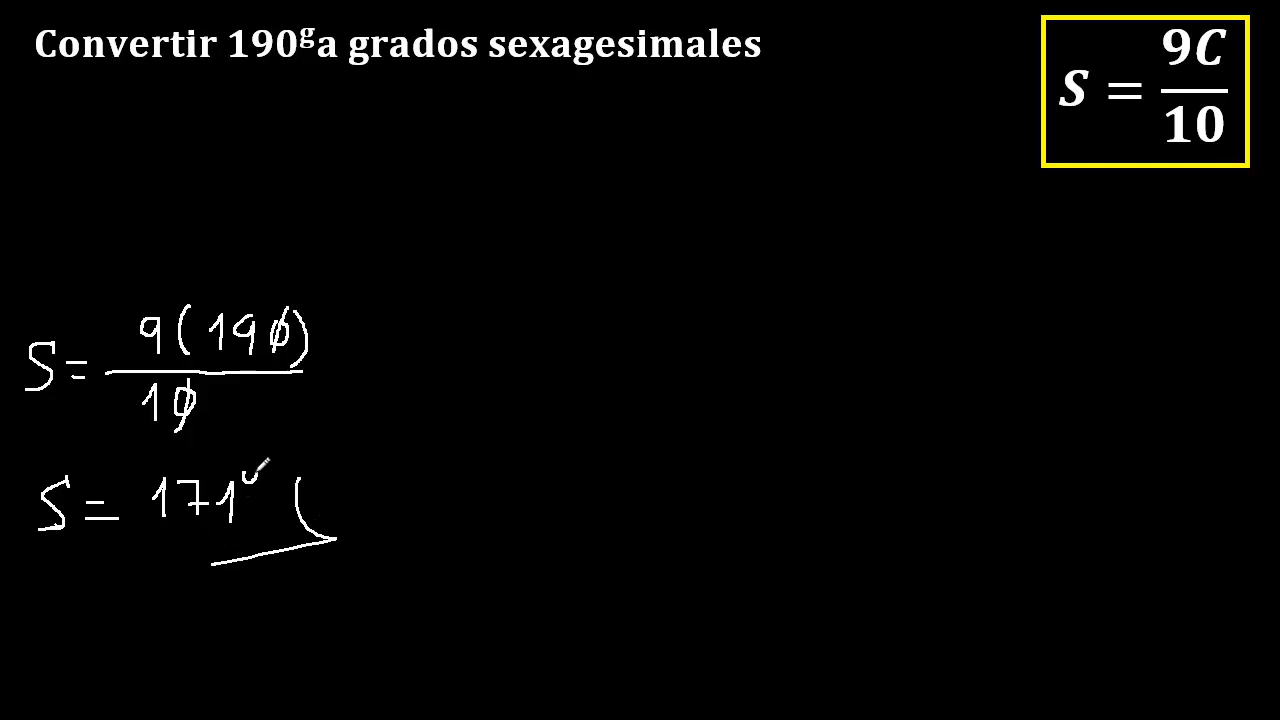 Convertir 190ᵍa grados sexagesimales
S = 9C/10
S = 9(190)/10
S = 171°